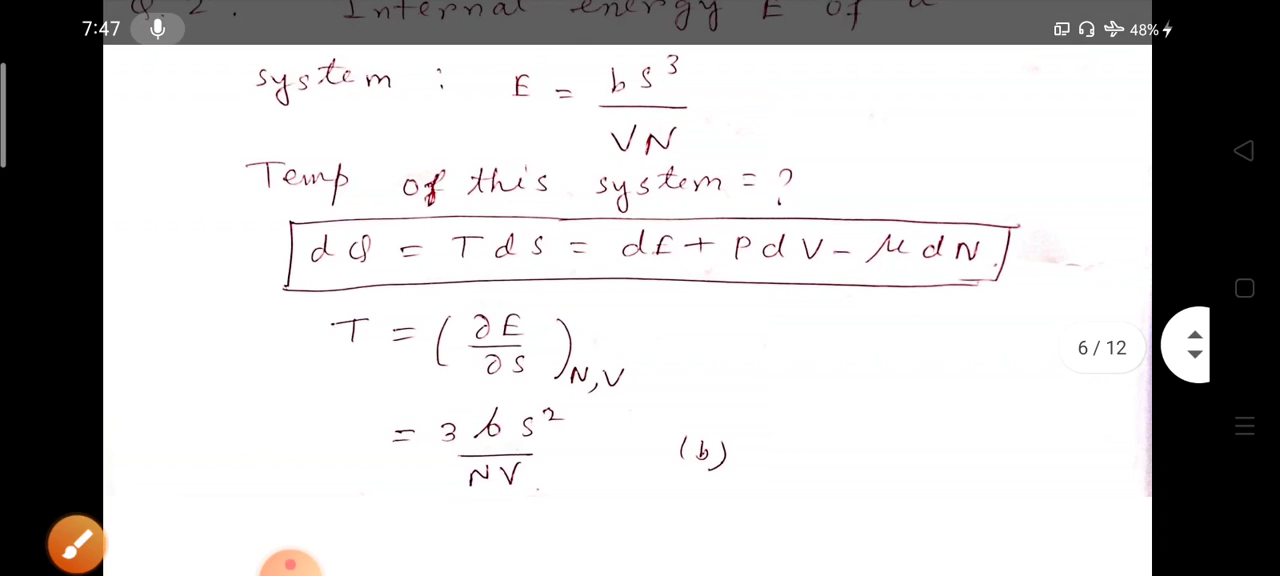 7:47 48%
2. Internal energy E of a
system : E = bS³
VN
Temp of this system = ?
dQ = TdS = dE + PdV - μdN.
T = (∂E
∂S)N,V
6 / 12
= 3bS²
NV
(b)